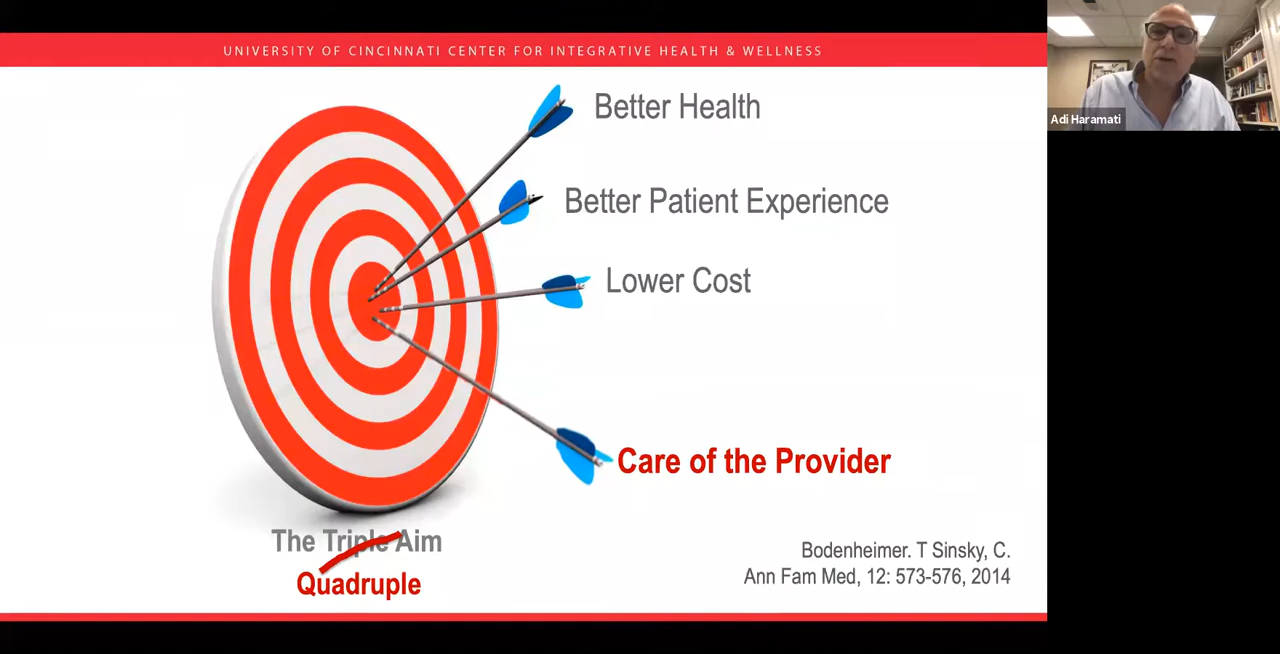 UNIVERSITY OF CINCINNATI CENTER FOR INTEGRATIVE HEALTH & WELLNESS
Adi Haramati
Better Health
Better Patient Experience
Lower Cost
Care of the Provider
The Triple Aim
Quadruple
Bodenheimer. T Sinsky, C.
Ann Fam Med, 12: 573-576, 2014